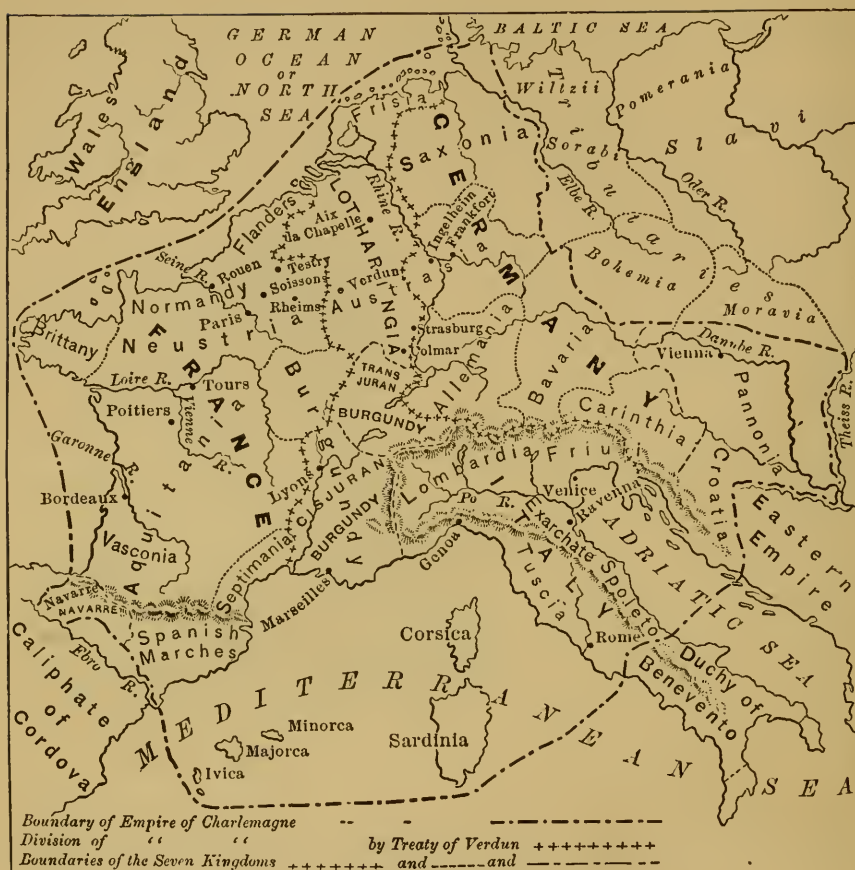 GERMAN
OCEAN
or
NORTH
SEA
BALTIC SEA
Wales
England
Wiltzii
Pomerania
Slavi
Sorabi
Tributaries
Elbe R.
Oder R.
Bohemia
Moravia
Frisia
Saxonia
GERMANY
LOTHARINGIA
Rhine R.
Flanders
Aix
la Chapelle
Ingelheim
Frankfort
Seine R.
Rouen
Testry
Soissons
Verdun
Normandy
Rheims
Aus
asia
Paris
Neustria
Brittany
FRANCE
Strasburg
Colmar
Allemania
Bavaria
Vienna
Danube R.
Pannonia
Theiss R.
Loire R.
Tours
Poitiers
Vienne R.
Burgundy
TRANS
JURAN
BURGUNDY
Carinthia
Croatia
Garonne R.
Aquitania
Lyons
CISJURAN
BURGUNDY
Lombardia
Friuli
Bordeaux
Po R.
Venice
Ravenna
Vasconia
Septimania
Genoa
ITALY
Exarchate
Spoleto
ADRIATIC SEA
Eastern
Empire
Navarre
NAVARRE
Marseilles
Tuscia
Spanish
Marches
Corsica
Rome
Duchy of
Benevento
Ebro R.
Caliphate
of
Cordova
MEDITERRANEAN SEA
Minorca
Majorca
Ivica
Sardinia
Boundary of Empire of Charlemagne
Division of " " by Treaty of Verdun ++++++++
Boundaries of the Seven Kingdoms +++++++ and ------ and